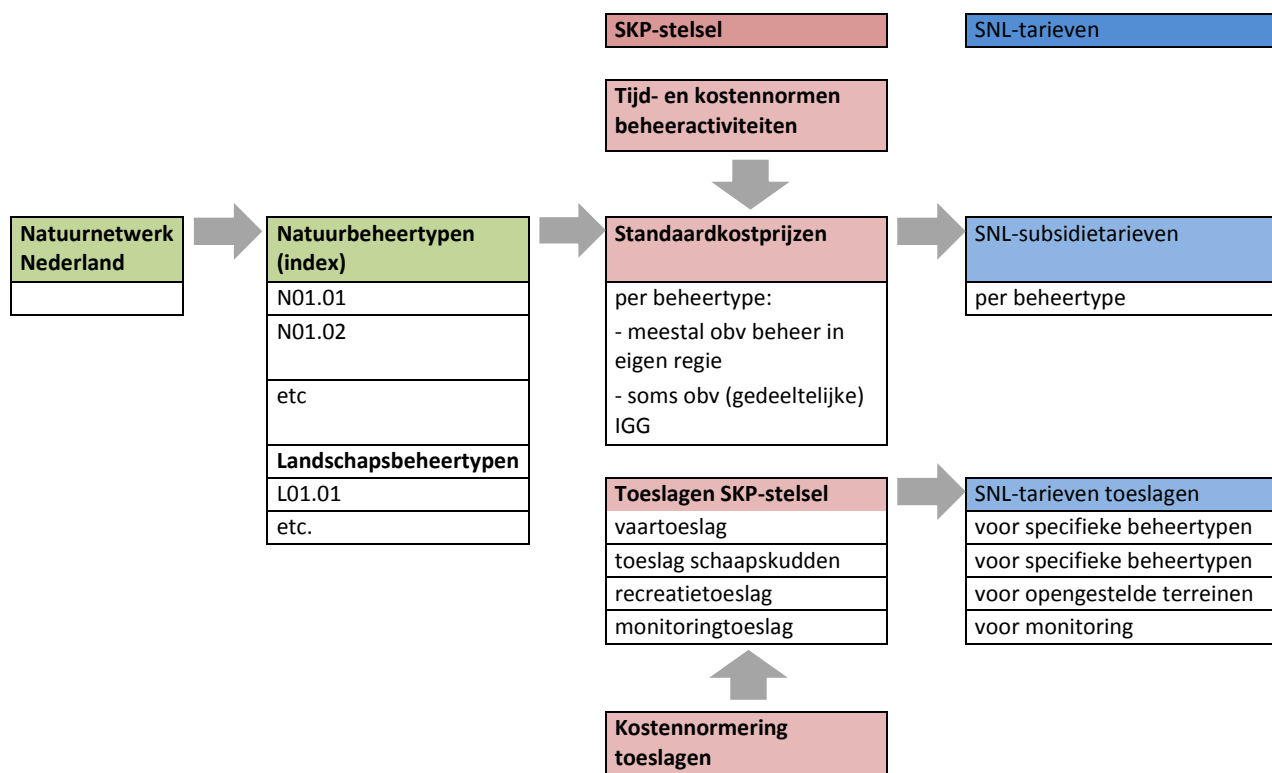 SKP-stelsel
SNL-tarieven
Tijd- en kostennormen
beheeractiviteiten
Natuurnetwerk
Nederland
Natuurbeheertypen
(index)
N01.01
N01.02
etc
Landschapsbeheertypen
L01.01
etc.
Standaardkostprijzen
per beheertype:
- meestal obv beheer in
eigen regie
- soms obv (gedeeltelijke)
IGG
SNL-subsidietarieven
per beheertype
Toeslagen SKP-stelsel
vaartoeslag
toeslag schaapskudden
recreatietoeslag
monitoringtoeslag
SNL-tarieven toeslagen
voor specifieke beheertypen
voor specifieke beheertypen
voor opengestelde terreinen
voor monitoring
Kostennormering
toeslagen